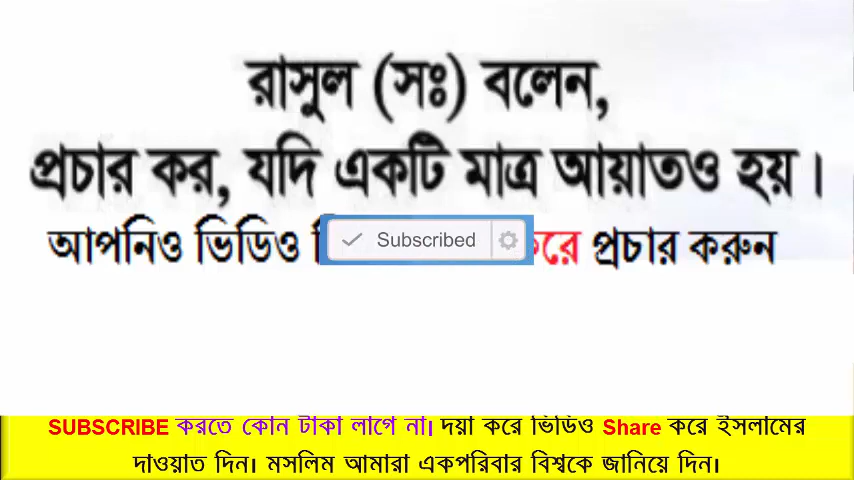 রাসুল (সঃ) বলেন,
প্রচার কর, যদি একটি মাত্র আয়াতও হয়।
আপনিও ভিডিও Subscribed করে প্রচার করুন
SUBSCRIBE করতে কোন টাকা লাগে না। দয়া করে ভিডিও Share করে ইসলামের
দাওয়াত দিন। মসলিম আমারা একপরিবার বিশ্বকে জানিয়ে দিন।